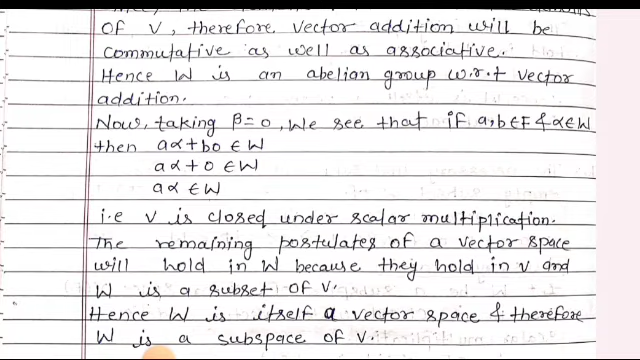 of V, therefore vector addition will be
commutative as well as associative.
Hence W is an abelian group w.r.t vector
addition.
Now, taking β=0, We see that if a,b∈F & α∈W
then aα+b0 ∈ W
aα+0 ∈ W
aα ∈ W
i.e V is closed under scalar multiplication.
The remaining postulates of a vector space
will hold in W because they hold in V and
W is a subset of V.
Hence W is itself a vector space & therefore
W is a subspace of V.